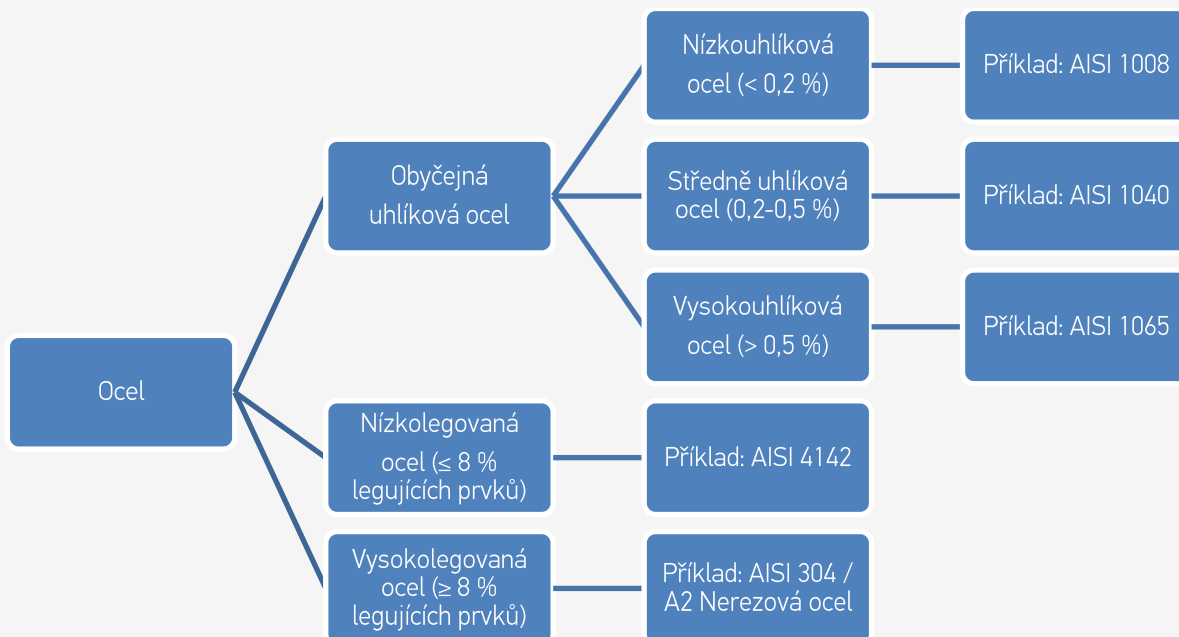 Nízkouhlíková
ocel (< 0,2 %)
Příklad: AISI 1008
Obyčejná
uhlíková ocel
Středně uhlíková
ocel (0,2-0,5 %)
Příklad: AISI 1040
Vysokouhlíková
ocel (> 0,5 %)
Příklad: AISI 1065
Ocel
Nízkolegovaná
ocel (≤ 8 %
legujících prvků)
Příklad: AISI 4142
Vysokolegovaná
ocel (≥ 8 %
legujících prvků)
Příklad: AISI 304 /
A2 Nerezová ocel